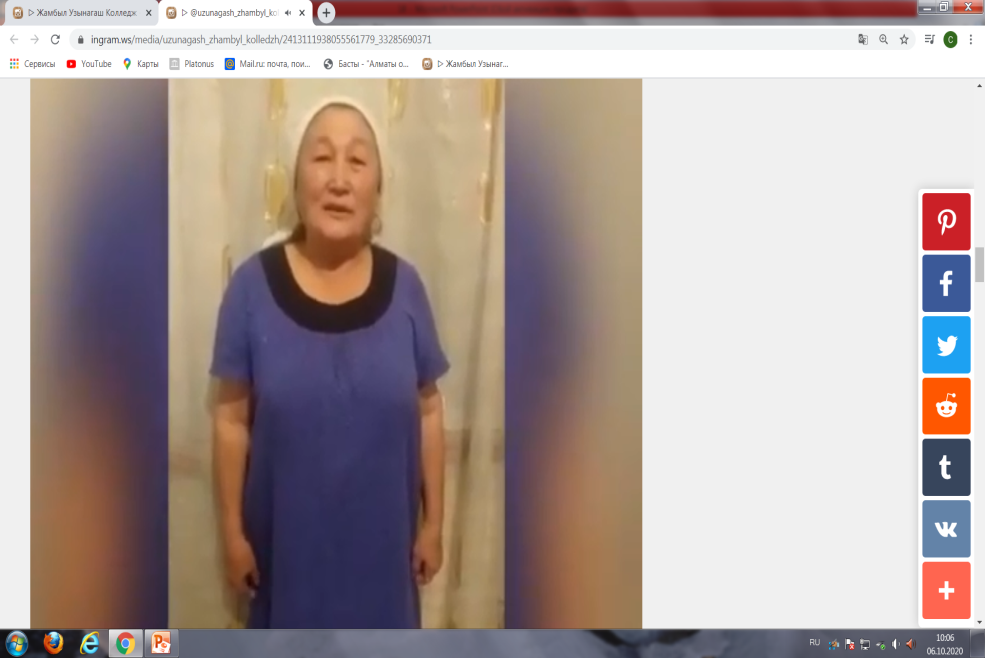 ▷ Жамбыл Узынагаш Колледж
▷ @uzunagash_zhambyl_ko
ingram.ws/media/uzunagash_zhambyl_kolledzh/2413111938055561779_33285690371
C
Сервисы YouTube Карты Platonus Mail.ru: почта, пои... Басты - "Алматы о... ▷ Жамбыл Узынаг...
RU
10:06
06.10.2020